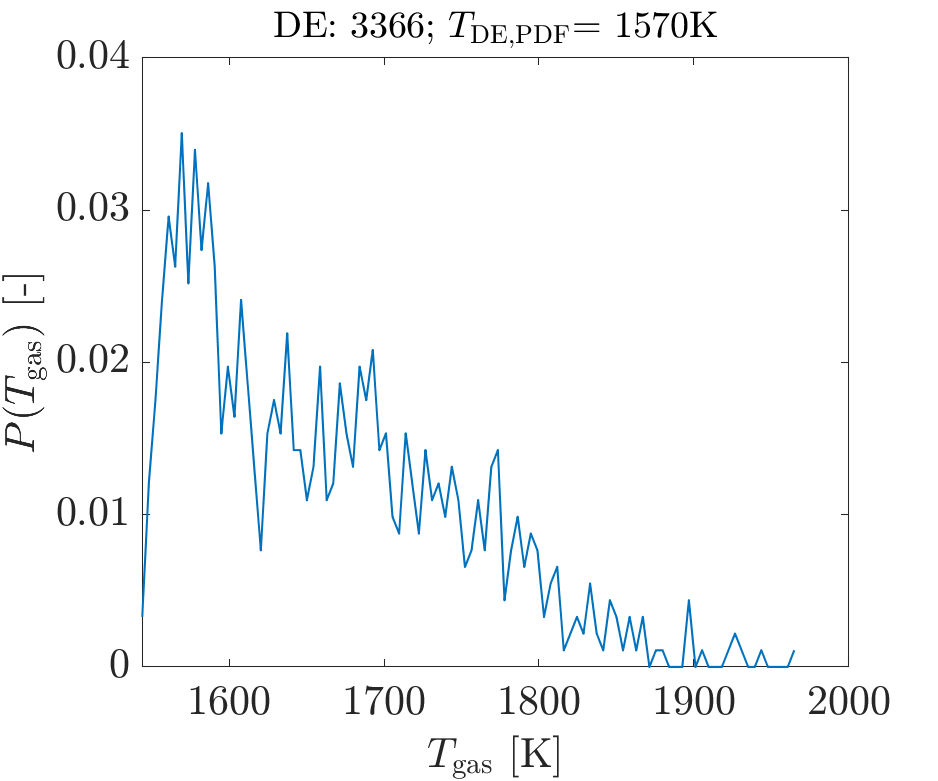 DE: 3366; T_DE,PDF= 1570K
0.04
0.03
0.02
0.01
0
P(T_gas) [-]
1600 1700 1800 1900 2000
T_gas [K]